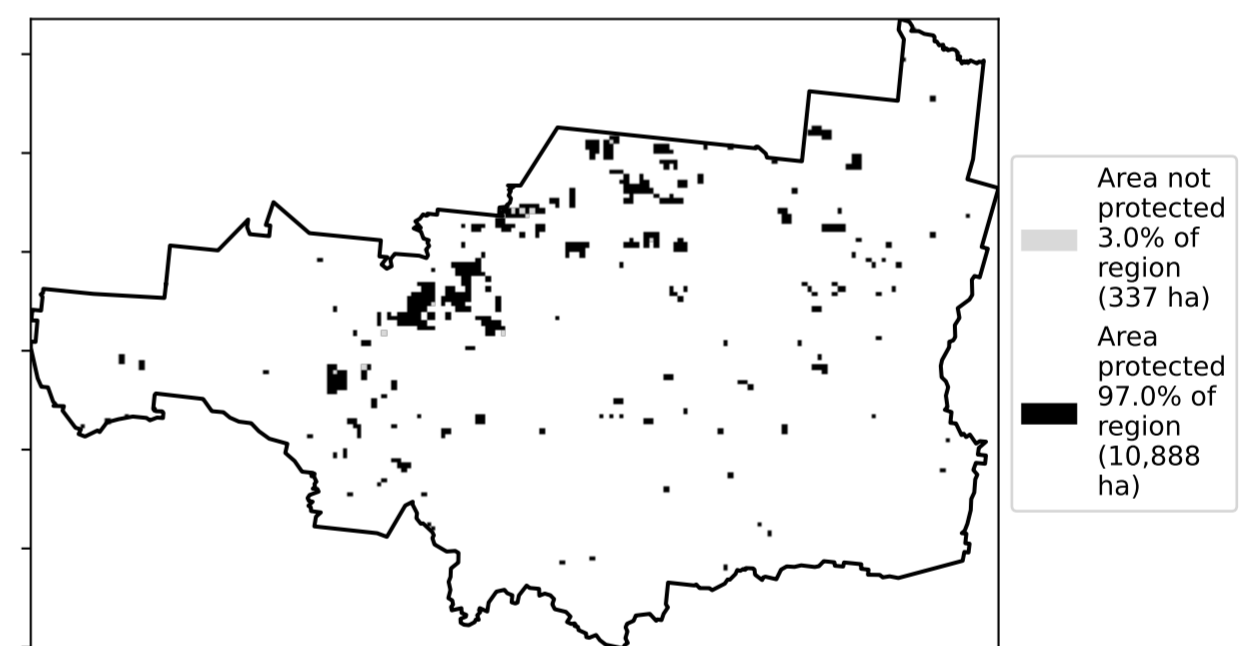 Area not
protected
3.0% of
region
(337 ha)
Area
protected
97.0% of
region
(10,888
ha)